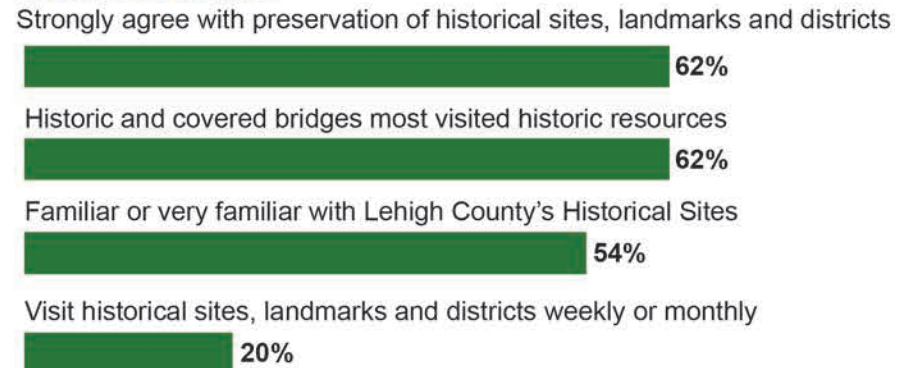 Strongly agree with preservation of historical sites, landmarks and districts
62%
Historic and covered bridges most visited historic resources
62%
Familiar or very familiar with Lehigh County's Historical Sites
54%
Visit historical sites, landmarks and districts weekly or monthly
20%